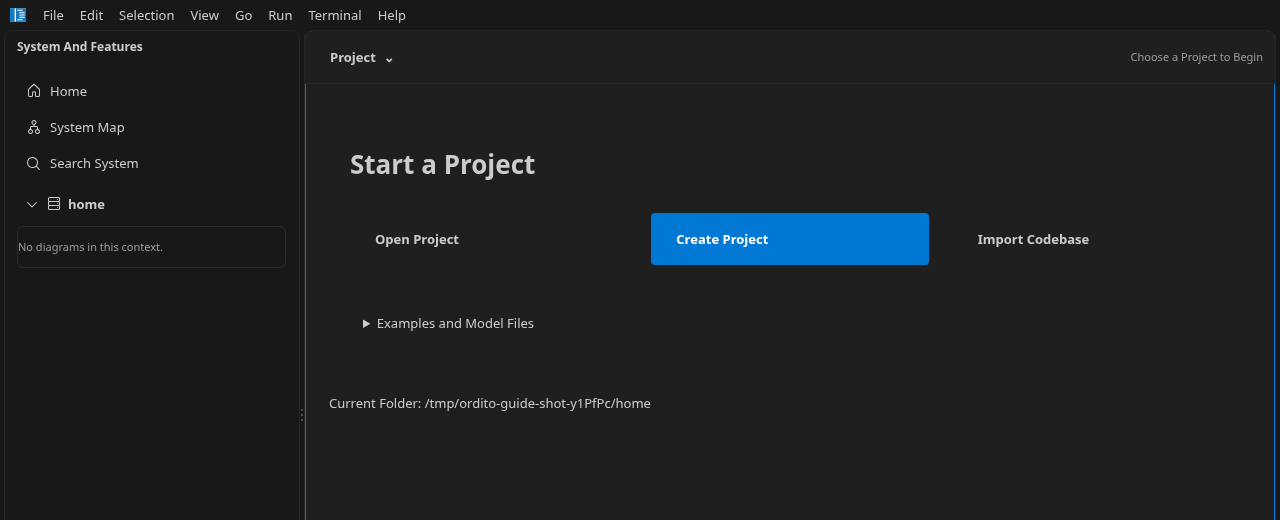 File Edit Selection View Go Run Terminal Help
System And Features
Home
System Map
Search System
home
No diagrams in this context.
Project
Choose a Project to Begin
Start a Project
Open Project
Create Project
Import Codebase
Examples and Model Files
Current Folder: /tmp/ordito-guide-shot-y1PfPc/home